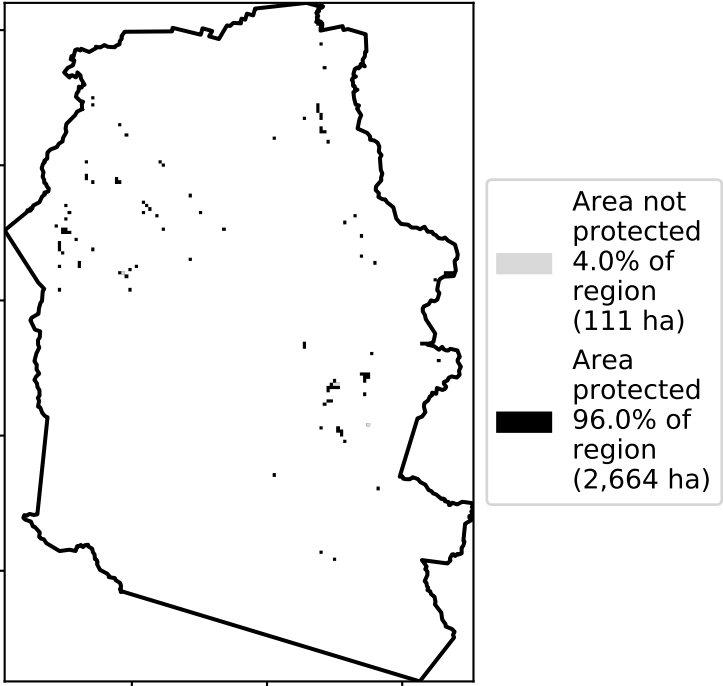 Area not
protected
4.0% of
region
(111 ha)
Area
protected
96.0% of
region
(2,664 ha)